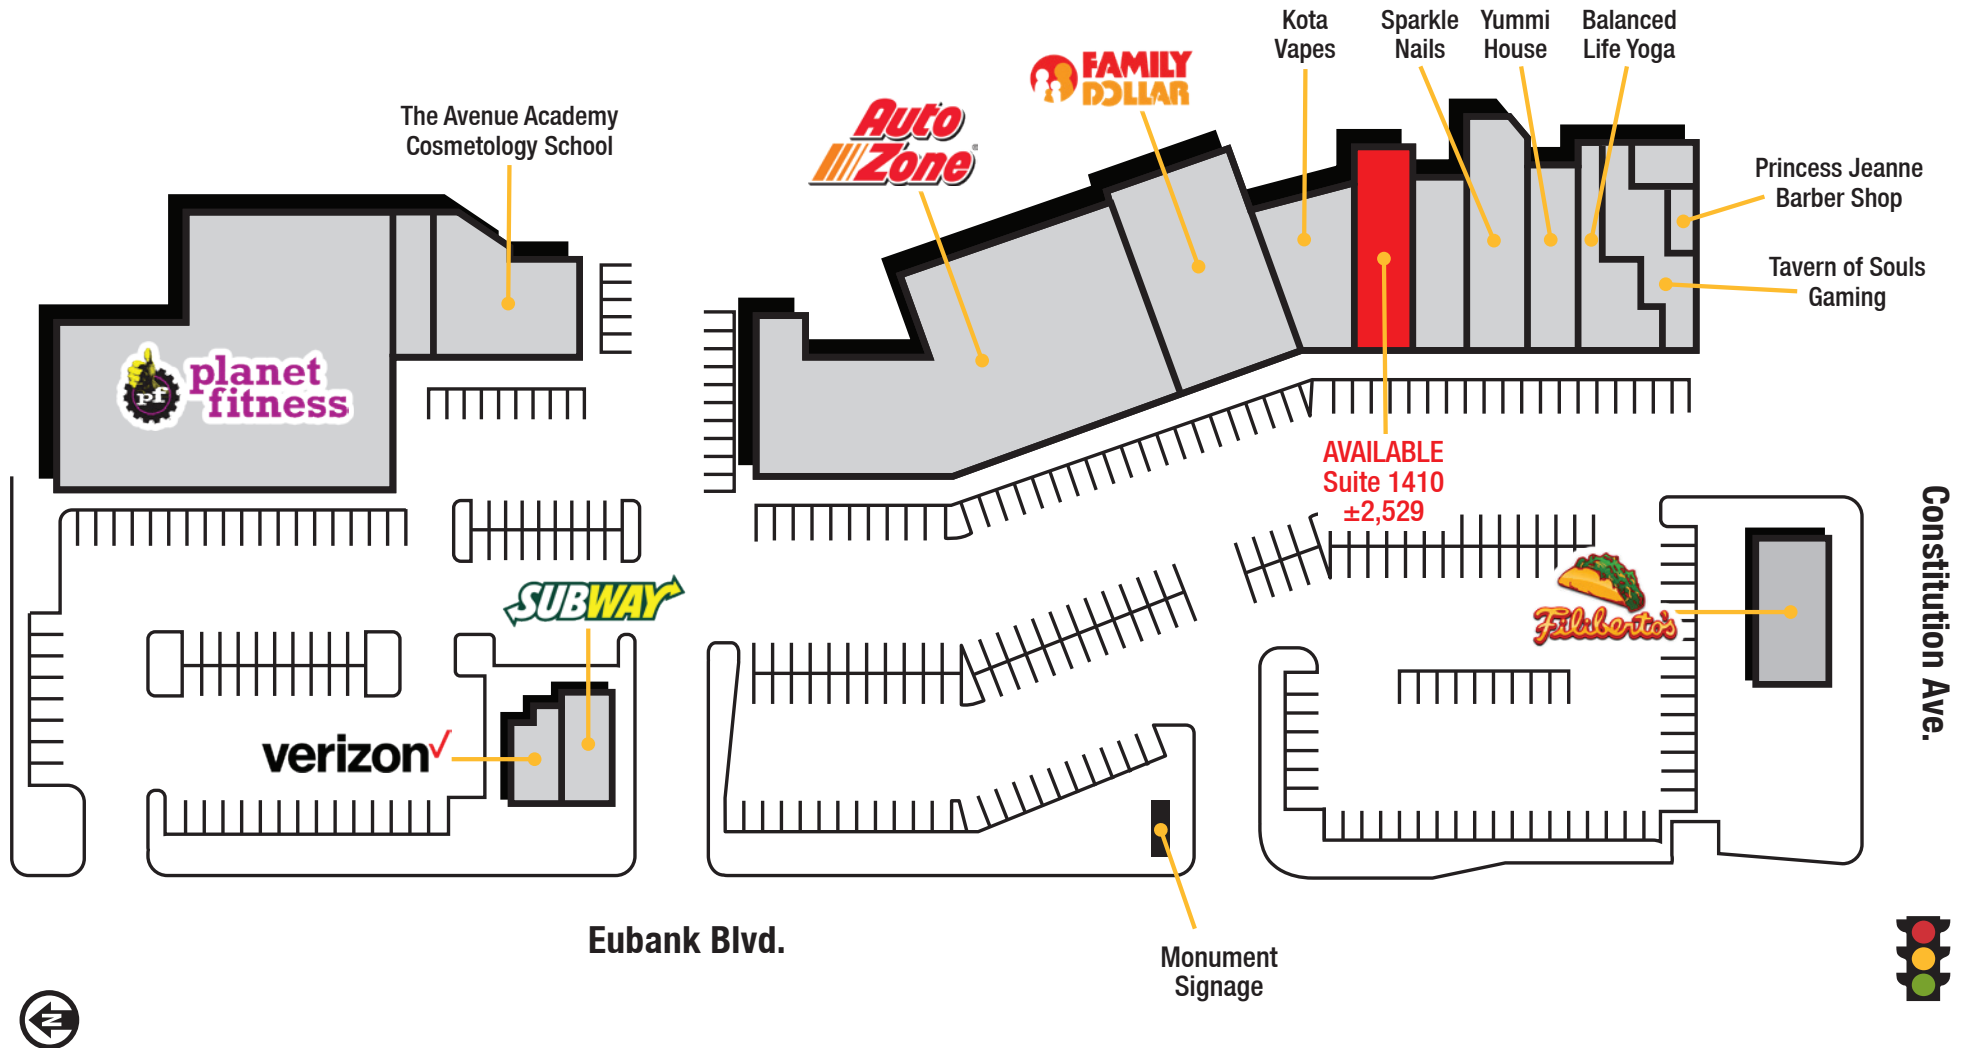 Kota
Vapes
Sparkle
Nails
Yummi
House
Balanced
Life Yoga
FAMILY
DOLLAR
The Avenue Academy
Cosmetology School
Auto
Zone
®
Princess Jeanne
Barber Shop
Tavern of Souls
Gaming
pf
planet
fitness
AVAILABLE
Suite 1410
±2,529
Constitution Ave.
SUBWAY
Filiberto's
verizon
Eubank Blvd.
Monument
Signage
N